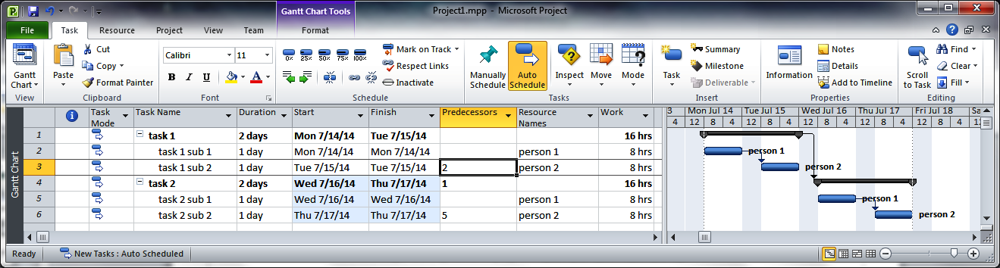 Gantt Chart Tools
Project1.mpp - Microsoft Project
File Task Resource Project View Team Format
Cut
Copy
Format Painter
Paste
Gantt Chart
Calibri 11
B I U A
0% 25% 50% 75% 100%
Mark on Track
Respect Links
Inactivate
Manually Schedule
Auto Schedule
Inspect Move Mode
Task
Summary
Milestone
Deliverable
Information
Notes
Details
Add to Timeline
Scroll to Task
Find
Clear
Fill
View Clipboard Font Schedule Tasks Insert Properties Editing
Gantt Chart
Task Mode Task Name Duration Start Finish Predecessors Resource Names Work
1 task 1 2 days Mon 7/14/14 Tue 7/15/14 16 hrs
2 task 1 sub 1 1 day Mon 7/14/14 Mon 7/14/14 person 1 8 hrs
3 task 1 sub 2 1 day Tue 7/15/14 Tue 7/15/14 2 person 2 8 hrs
4 task 2 2 days Wed 7/16/14 Thu 7/17/14 1 16 hrs
5 task 2 sub 1 1 day Wed 7/16/14 Wed 7/16/14 person 1 8 hrs
6 task 2 sub 2 1 day Thu 7/17/14 Thu 7/17/14 5 person 2 8 hrs
3 Mon Jul 14 Tue Jul 15 Wed Jul 16 Thu Jul 17 Fri Jul 18 Sa
4 12 8 4 12 8 4 12 8 4 12 8 4 12 8 4 12
person 1
person 2
person 1
person 2
Ready New Tasks : Auto Scheduled